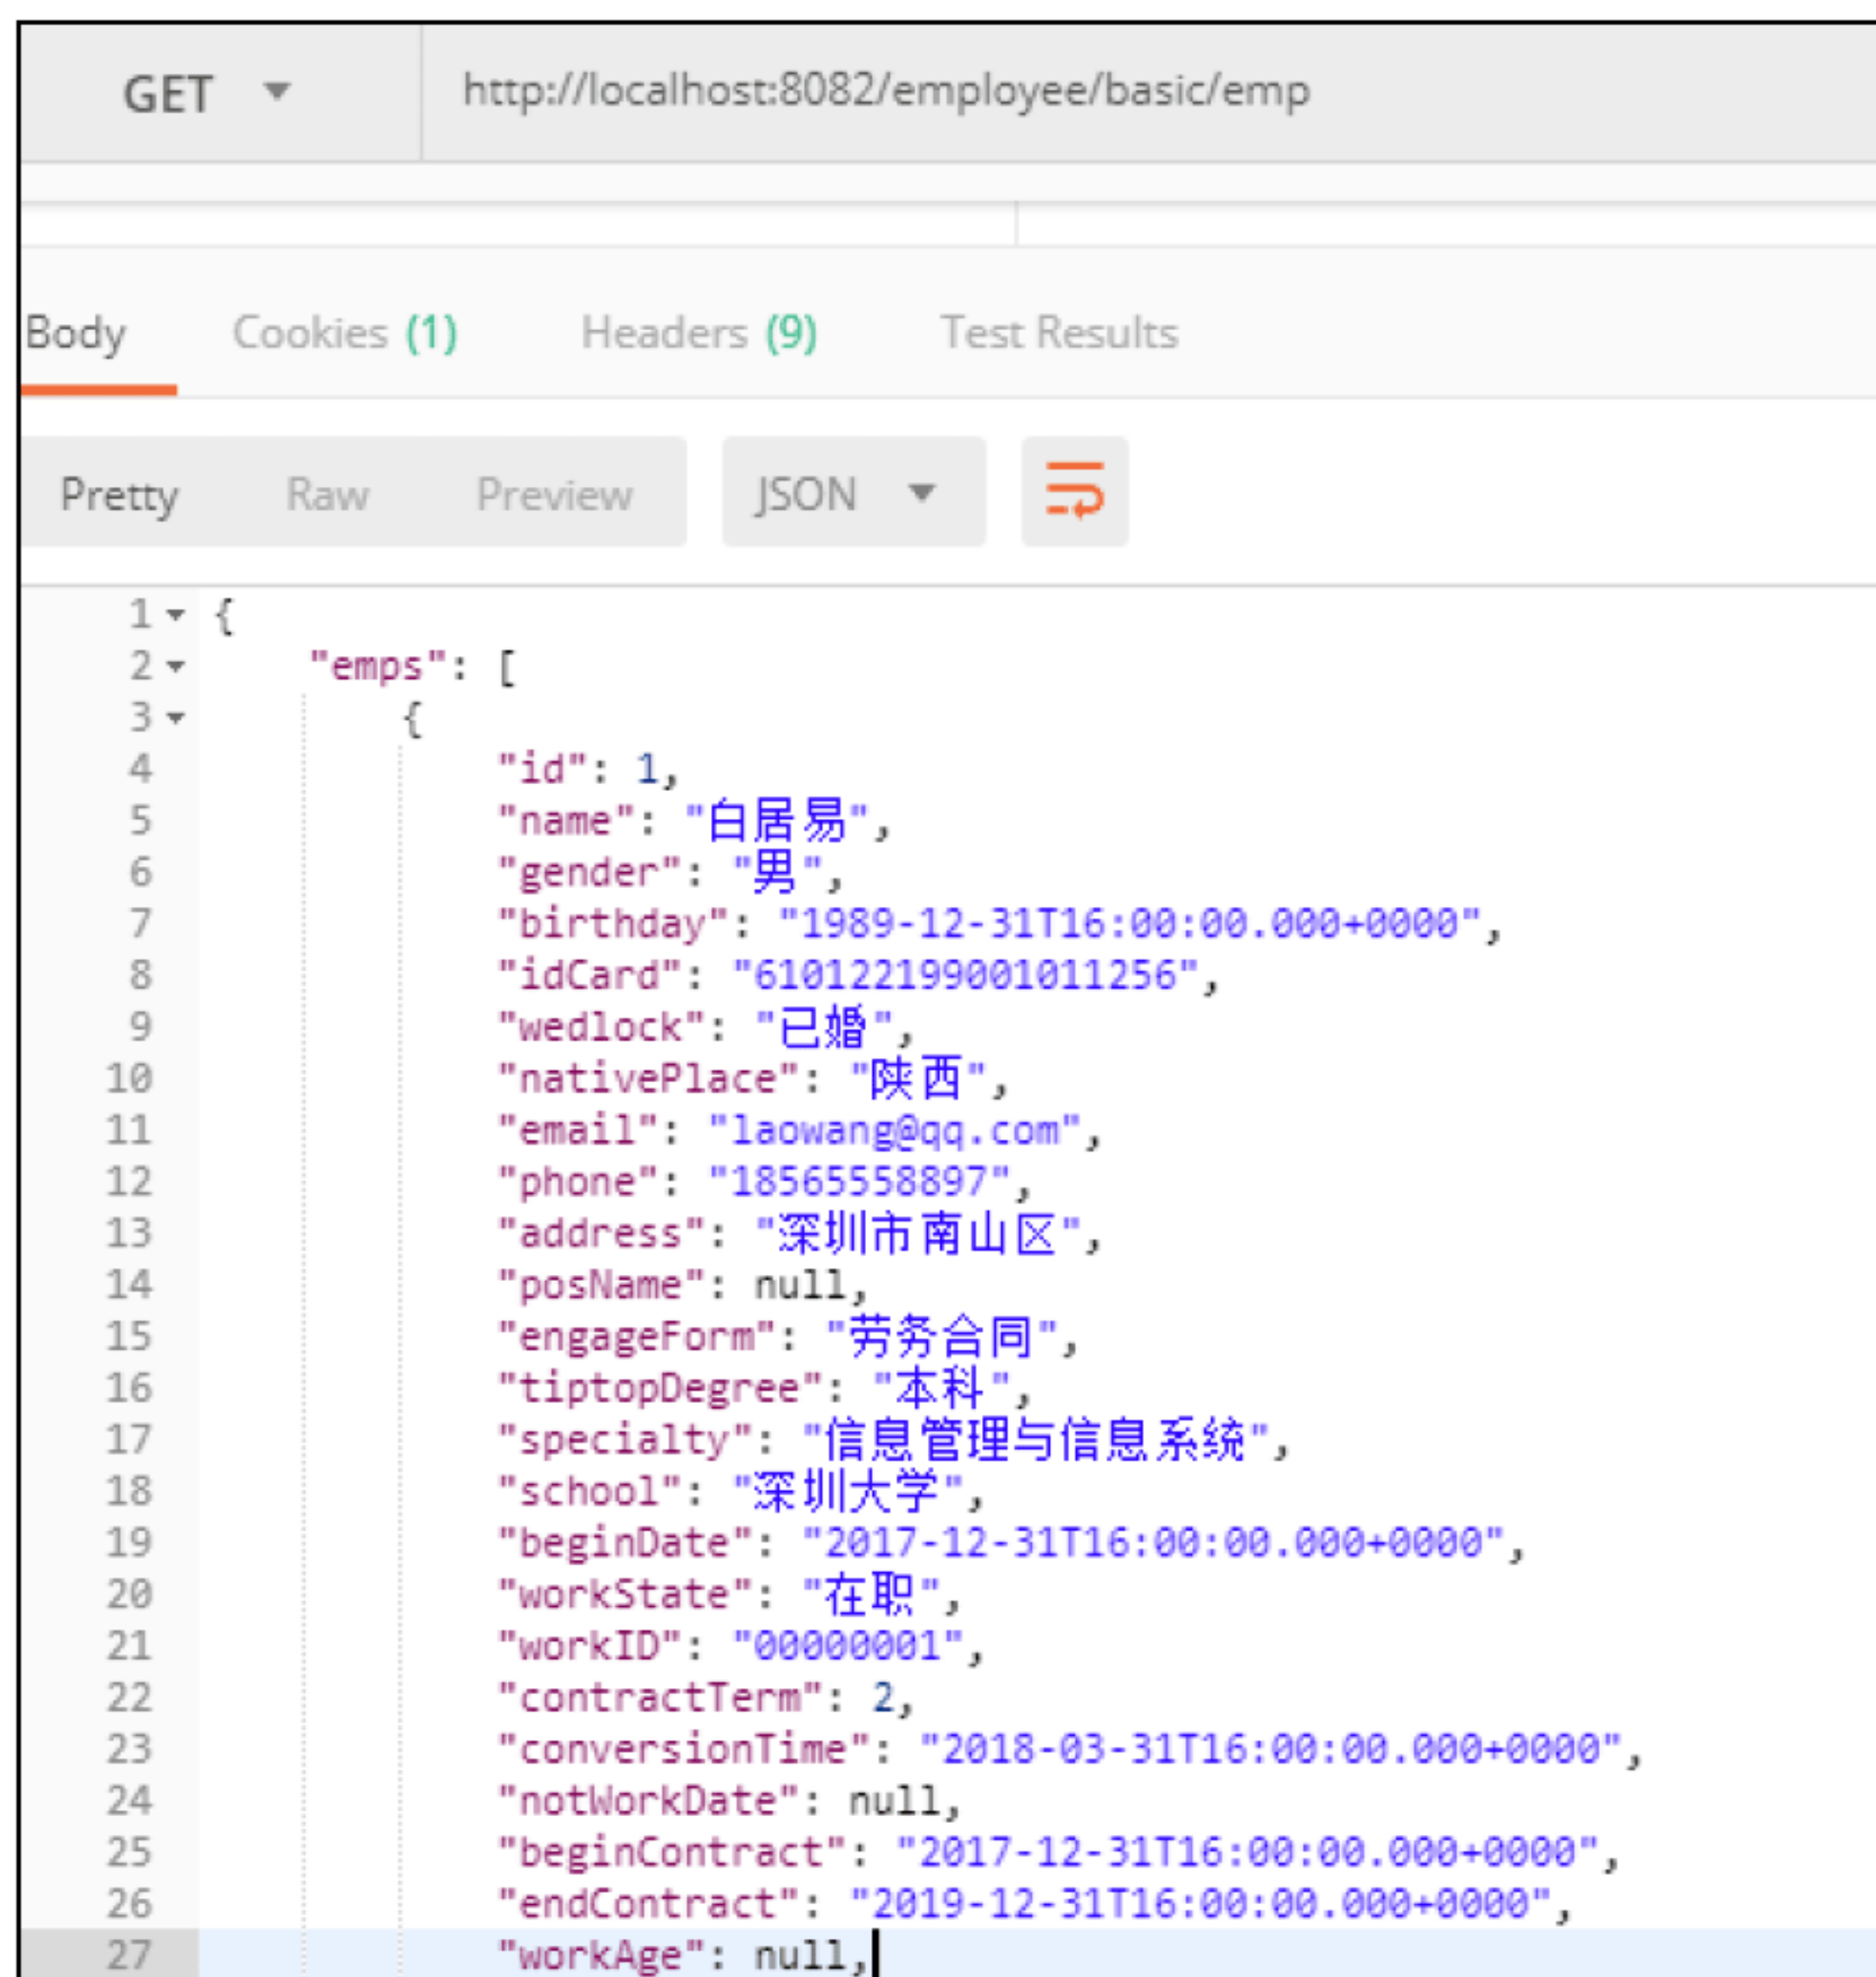 GET http://localhost:8082/employee/basic/emp
Body Cookies (1) Headers (9) Test Results
Pretty Raw Preview JSON
1 {
2 "emps": [
3 {
4 "id": 1,
5 "name": "白居易",
6 "gender": "男",
7 "birthday": "1989-12-31T16:00:00.000+0000",
8 "idCard": "610122199001011256",
9 "wedlock": "已婚",
10 "nativePlace": "陕西",
11 "email": "laowang@qq.com",
12 "phone": "18565558897",
13 "address": "深圳市南山区",
14 "posName": null,
15 "engageForm": "劳务合同",
16 "tiptopDegree": "本科",
17 "specialty": "信息管理与信息系统",
18 "school": "深圳大学",
19 "beginDate": "2017-12-31T16:00:00.000+0000",
20 "workState": "在职",
21 "workID": "00000001",
22 "contractTerm": 2,
23 "conversionTime": "2018-03-31T16:00:00.000+0000",
24 "notWorkDate": null,
25 "beginContract": "2017-12-31T16:00:00.000+0000",
26 "endContract": "2019-12-31T16:00:00.000+0000",
27 "workAge": null,